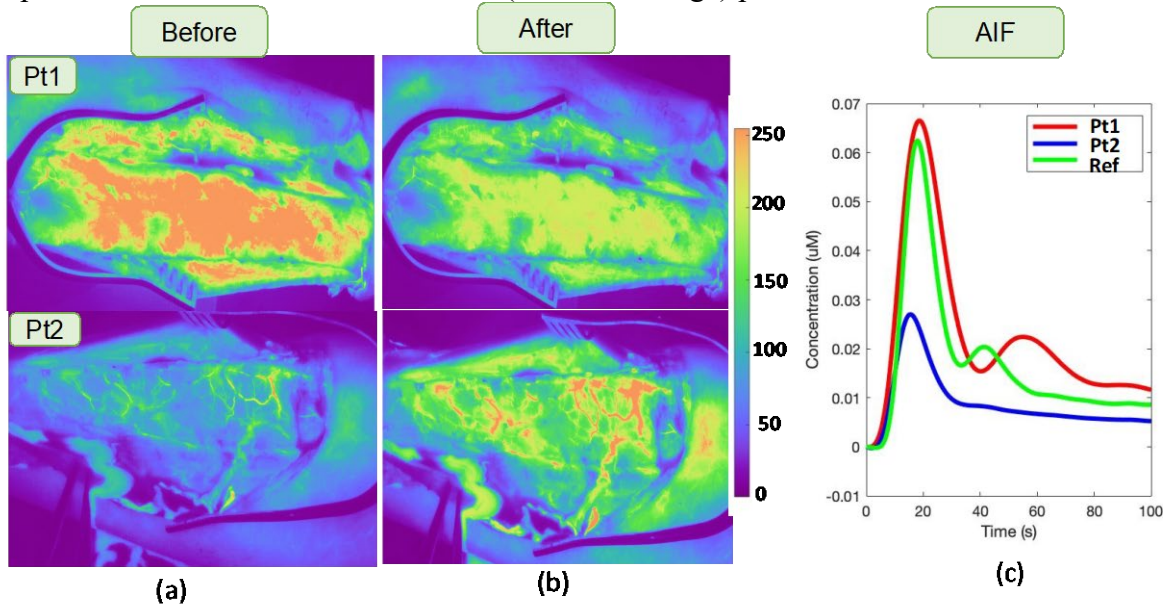 Before
After
AIF
Pt1
Pt2
250
200
150
100
50
0
(a)
(b)
0.07
0.06
0.05
0.04
0.03
0.02
0.01
0
-0.01
Concentration (uM)
Pt1
Pt2
Ref
0 20 40 60 80 100
Time (s)
(c)